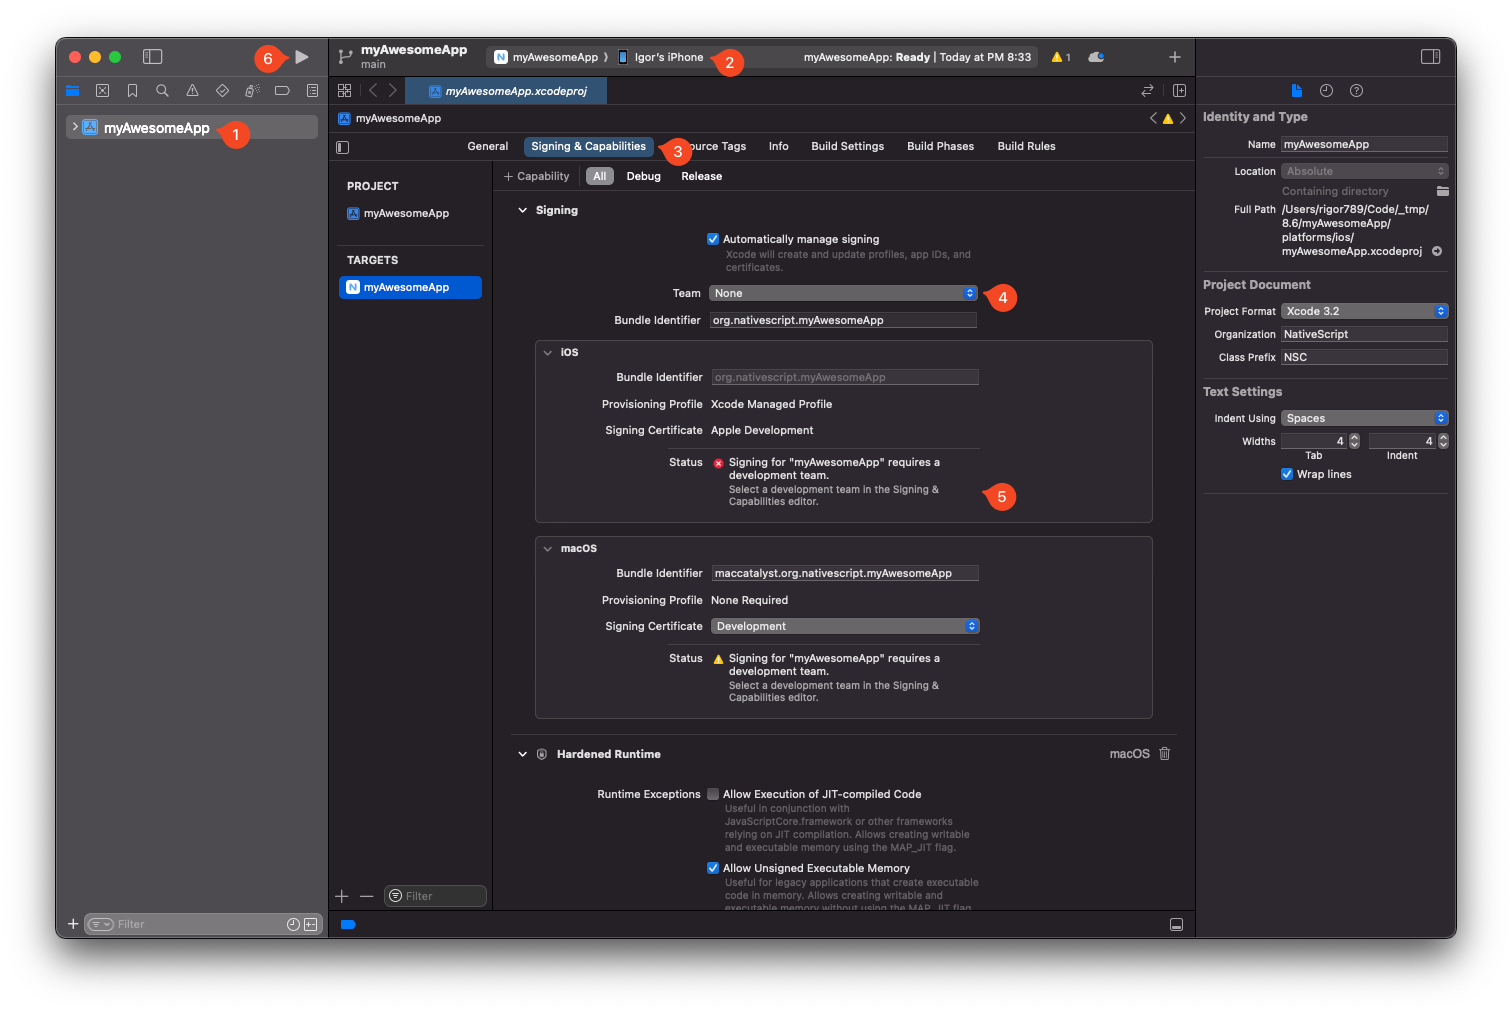 6
myAwesomeApp
main
myAwesomeApp
Igor's iPhone
2
myAwesomeApp: Ready | Today at PM 8:33
1
myAwesomeApp.xcodeproj
myAwesomeApp
1
myAwesomeApp
General
Signing & Capabilities
3
ource Tags
Info
Build Settings
Build Phases
Build Rules
PROJECT
myAwesomeApp
TARGETS
myAwesomeApp
+ Capability
All
Debug
Release
Signing
Automatically manage signing
Xcode will create and update profiles, app IDs, and
certificates.
Team
None
4
Bundle Identifier
org.nativescript.myAwesomeApp
iOS
Bundle Identifier
org.nativescript.myAwesomeApp
Provisioning Profile
Xcode Managed Profile
Signing Certificate
Apple Development
Status
Signing for "myAwesomeApp" requires a
development team.
Select a development team in the Signing &
Capabilities editor.
5
macOS
Bundle Identifier
maccatalyst.org.nativescript.myAwesomeApp
Provisioning Profile
None Required
Signing Certificate
Development
Status
Signing for "myAwesomeApp" requires a
development team.
Select a development team in the Signing &
Capabilities editor.
Hardened Runtime
macOS
Runtime Exceptions
Allow Execution of JIT-compiled Code
Useful in conjunction with
JavaScriptCore.framework or other frameworks
relying on JIT compilation. Allows creating writable
and executable memory using the MAP_JIT flag.
Allow Unsigned Executable Memory
Useful for legacy applications that create executable
code in memory. Allows creating writable and
executable memory without using the MAP_JIT flag
Filter
Filter
Identity and Type
Name
myAwesomeApp
Location
Absolute
Containing directory
Full Path
/Users/rigor789/Code/_tmp/
8.6/myAwesomeApp/
platforms/ios/
myAwesomeApp.xcodeproj
Project Document
Project Format
Xcode 3.2
Organization
NativeScript
Class Prefix
NSC
Text Settings
Indent Using
Spaces
Widths
4
4
Tab
Indent
Wrap lines